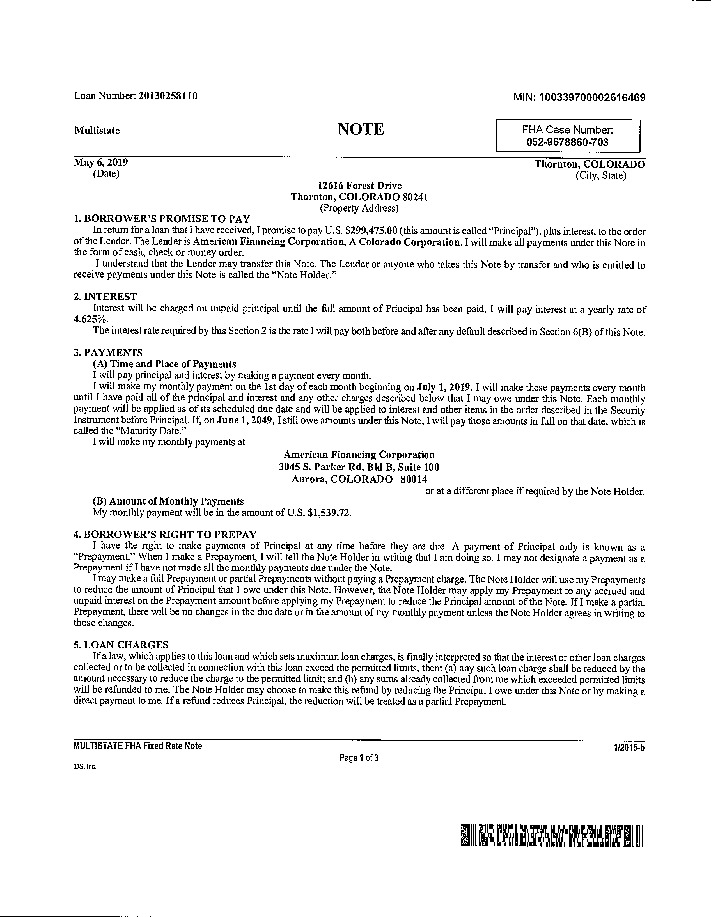 Loan Number: 20130258110
MIN: 100339700002616469
Multistate
NOTE
FHA Case Number:
052-9678860-703
May 6, 2019
(Date)
Thornton, COLORADO
(City, State)
12616 Forest Drive
Thornton, COLORADO 80241
(Property Address)
1. BORROWER'S PROMISE TO PAY
In return for a loan that I have received, I promise to pay U.S. $299,475.00 (this amount is called "Principal"), plus interest, to the order
of the Lender. The Lender is American Financing Corporation, A Colorado Corporation. I will make all payments under this Note in
the form of cash, check or money order.
I understand that the Lender may transfer this Note. The Lender or anyone who takes this Note by transfer and who is entitled to
receive payments under this Note is called the "Note Holder."
2. INTEREST
Interest will be charged on unpaid principal until the full amount of Principal has been paid. I will pay interest at a yearly rate of
4.625%.
The interest rate required by this Section 2 is the rate I will pay both before and after any default described in Section 6(B) of this Note.
3. PAYMENTS
(A) Time and Place of Payments
I will pay principal and interest by making a payment every month.
I will make my monthly payment on the 1st day of each month beginning on July 1, 2019. I will make these payments every month
until I have paid all of the principal and interest and any other charges described below that I may owe under this Note. Each monthly
payment will be applied as of its scheduled due date and will be applied to interest and other items in the order described in the Security
Instrument before Principal. If, on June 1, 2049, I still owe amounts under this Note, I will pay those amounts in full on that date, which is
called the "Maturity Date."
I will make my monthly payments at
American Financing Corporation
3045 S. Parker Rd, Bld B, Suite 100
Aurora, COLORADO 80014
or at a different place if required by the Note Holder.
(B) Amount of Monthly Payments
My monthly payment will be in the amount of U.S. $1,539.72.
4. BORROWER'S RIGHT TO PREPAY
I have the right to make payments of Principal at any time before they are due. A payment of Principal only is known as a
"Prepayment." When I make a Prepayment, I will tell the Note Holder in writing that I am doing so. I may not designate a payment as a
Prepayment if I have not made all the monthly payments due under the Note.
I may make a full Prepayment or partial Prepayments without paying a Prepayment charge. The Note Holder will use my Prepayments
to reduce the amount of Principal that I owe under this Note. However, the Note Holder may apply my Prepayment to any accrued and
unpaid interest on the Prepayment amount before applying my Prepayment to reduce the Principal amount of the Note. If I make a partial
Prepayment, there will be no changes in the due date or in the amount of my monthly payment unless the Note Holder agrees in writing to
those changes.
5. LOAN CHARGES
If a law, which applies to this loan and which sets maximum loan charges, is finally interpreted so that the interest or other loan charges
collected or to be collected in connection with this loan exceed the permitted limits, then: (a) any such loan charge shall be reduced by the
amount necessary to reduce the charge to the permitted limit; and (b) any sums already collected from me which exceeded permitted limits
will be refunded to me. The Note Holder may choose to make this refund by reducing the Principal I owe under this Note or by making a
direct payment to me. If a refund reduces Principal, the reduction will be treated as a partial Prepayment.
MULTISTATE FHA Fixed Rate Note
1/2015-b
Page 1 of 3
DS, Inc.